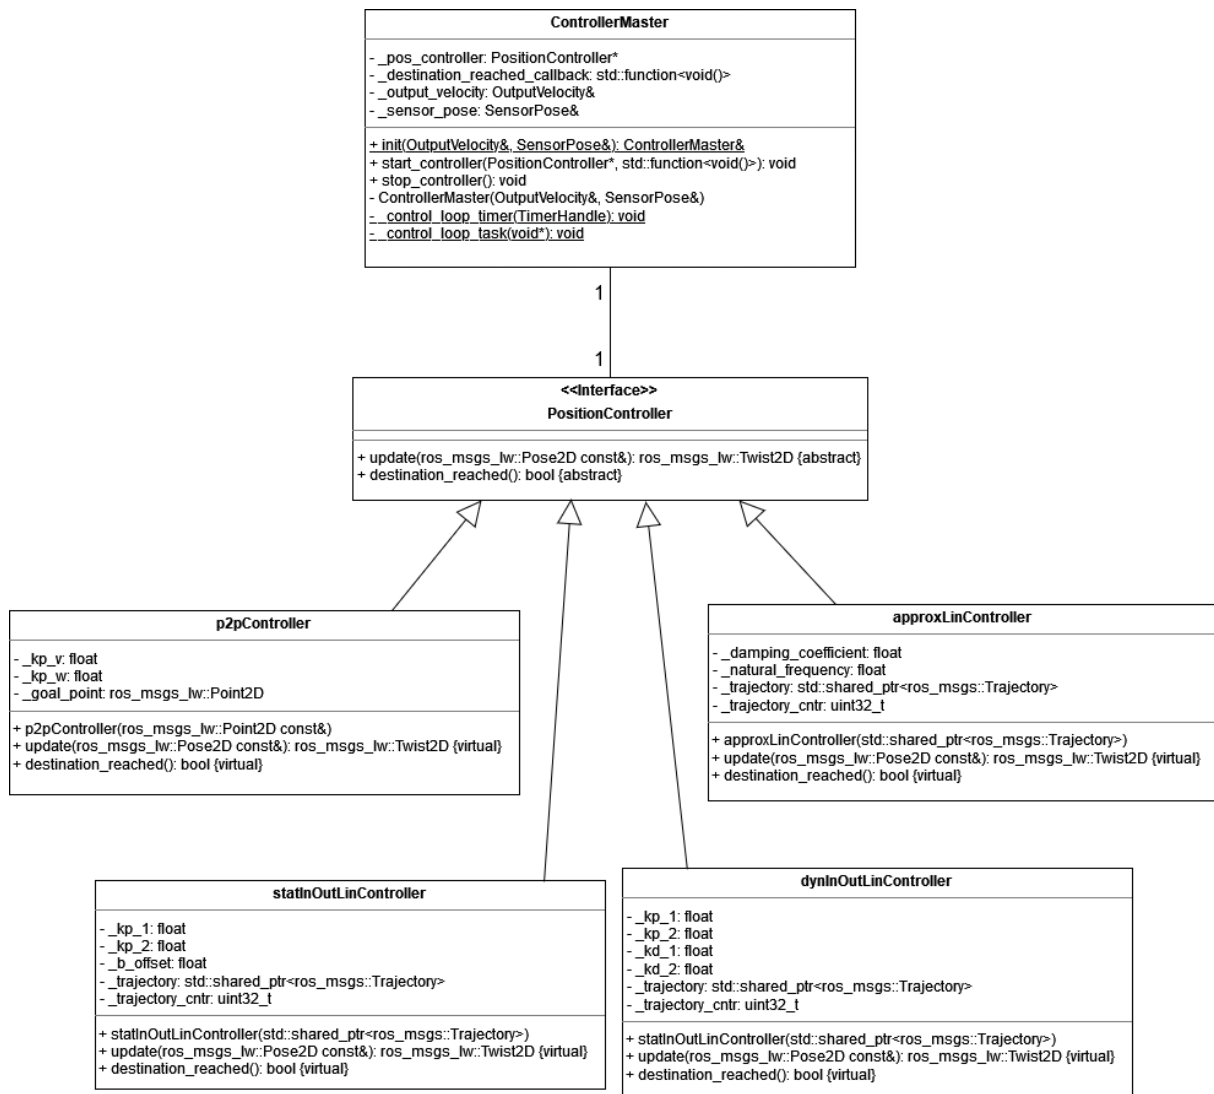 ControllerMaster
- _pos_controller: PositionController*
- _destination_reached_callback: std::function<void()>
- _output_velocity: OutputVelocity&
- _sensor_pose: SensorPose&
+ init(OutputVelocity&, SensorPose&): ControllerMaster&
+ start_controller(PositionController*, std::function<void()>): void
+ stop_controller(): void
- ControllerMaster(OutputVelocity&, SensorPose&)
- _control_loop_timer(TimerHandle): void
- _control_loop_task(void*): void
1
1
<<Interface>>
PositionController
+ update(ros_msgs_lw::Pose2D const&): ros_msgs_lw::Twist2D {abstract}
+ destination_reached(): bool {abstract}
p2pController
- _kp_v: float
- _kp_w: float
- _goal_point: ros_msgs_lw::Point2D
+ p2pController(ros_msgs_lw::Point2D const&)
+ update(ros_msgs_lw::Pose2D const&): ros_msgs_lw::Twist2D {virtual}
+ destination_reached(): bool {virtual}
approxLinController
- _damping_coefficient: float
- _natural_frequency: float
- _trajectory: std::shared_ptr<ros_msgs::Trajectory>
- _trajectory_cntr: uint32_t
+ approxLinController(std::shared_ptr<ros_msgs::Trajectory>)
+ update(ros_msgs_lw::Pose2D const&): ros_msgs_lw::Twist2D {virtual}
+ destination_reached(): bool {virtual}
statInOutLinController
- _kp_1: float
- _kp_2: float
- _b_offset: float
- _trajectory: std::shared_ptr<ros_msgs::Trajectory>
- _trajectory_cntr: uint32_t
+ statInOutLinController(std::shared_ptr<ros_msgs::Trajectory>)
+ update(ros_msgs_lw::Pose2D const&): ros_msgs_lw::Twist2D {virtual}
+ destination_reached(): bool {virtual}
dynInOutLinController
- _kp_1: float
- _kp_2: float
- _kd_1: float
- _kd_2: float
- _trajectory: std::shared_ptr<ros_msgs::Trajectory>
- _trajectory_cntr: uint32_t
+ statInOutLinController(std::shared_ptr<ros_msgs::Trajectory>)
+ update(ros_msgs_lw::Pose2D const&): ros_msgs_lw::Twist2D {virtual}
+ destination_reached(): bool {virtual}